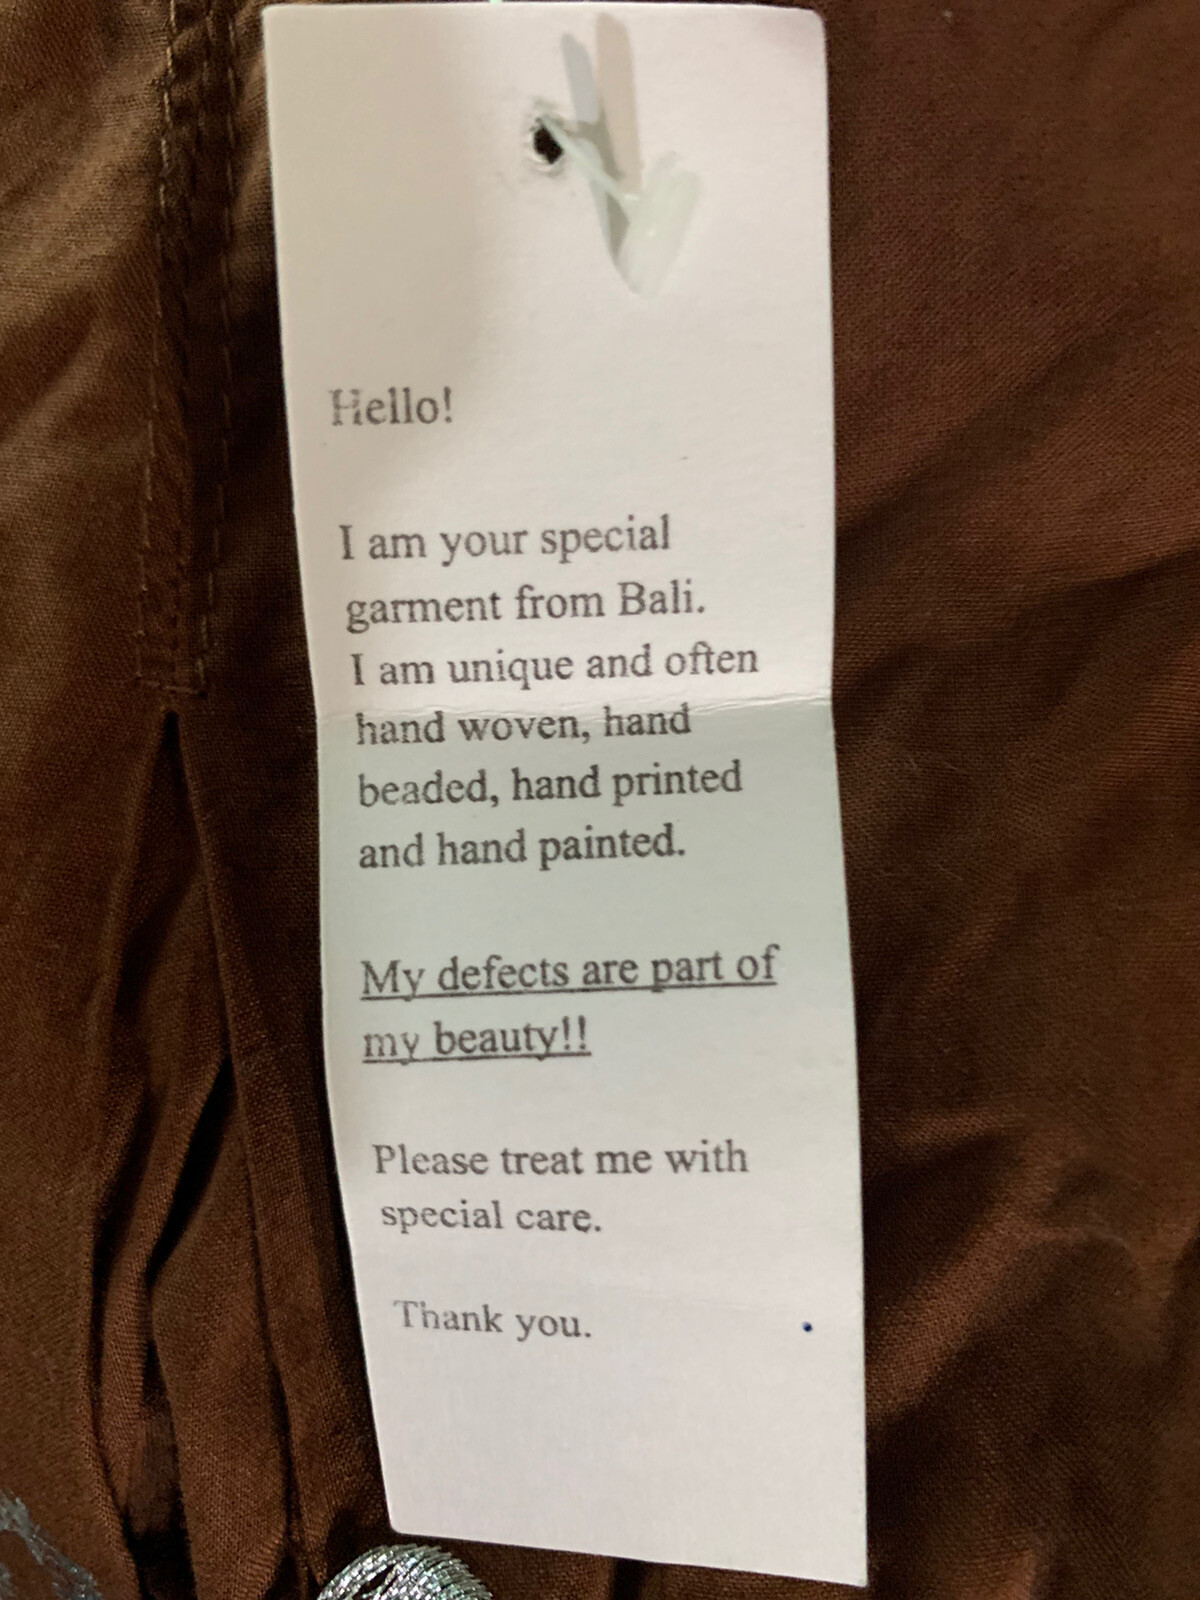 Hello!
I am your special
garment from Bali.
I am unique and often
hand woven, hand
beaded, hand printed
and hand painted.
My defects are part of
my beauty!!
Please treat me with
special care.
Thank you.